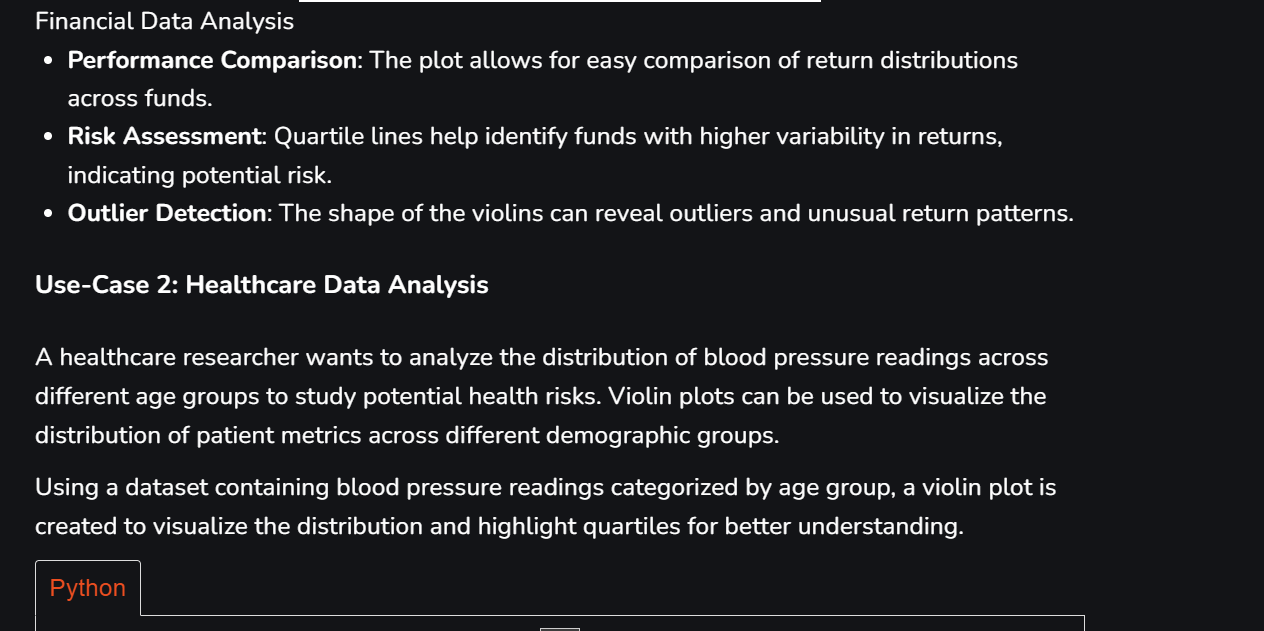 Financial Data Analysis
• Performance Comparison: The plot allows for easy comparison of return distributions
across funds.
• Risk Assessment: Quartile lines help identify funds with higher variability in returns,
indicating potential risk.
• Outlier Detection: The shape of the violins can reveal outliers and unusual return patterns.
Use-Case 2: Healthcare Data Analysis
A healthcare researcher wants to analyze the distribution of blood pressure readings across
different age groups to study potential health risks. Violin plots can be used to visualize the
distribution of patient metrics across different demographic groups.
Using a dataset containing blood pressure readings categorized by age group, a violin plot is
created to visualize the distribution and highlight quartiles for better understanding.
Python